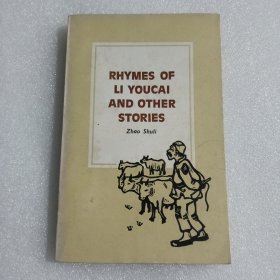 RHYMES OF
LI YOUCAI
AND OTHER
STORIES
Zhao Shuli